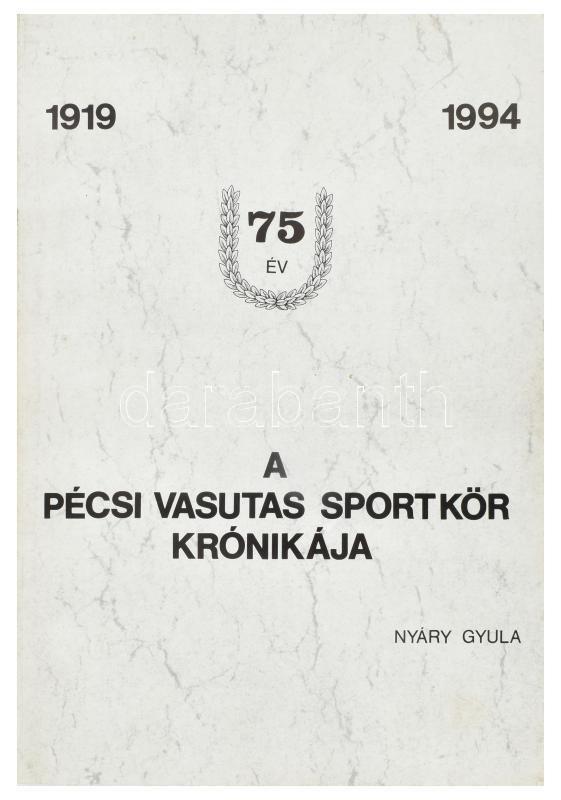 1919 1994
75
ÉV
darabanth
A
PÉCSI VASUTAS SPORTKÖR
KRÓNIKÁJA
NYÁRY GYULA